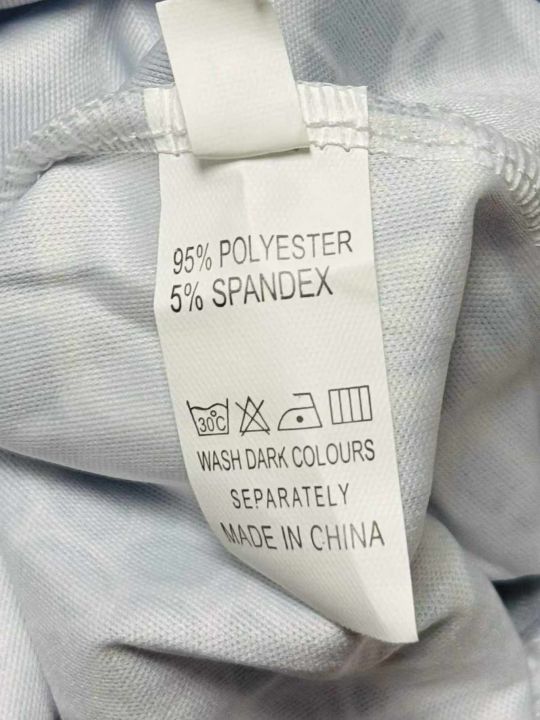 95% POLYESTER
5% SPANDEX
30°C
WASH DARK COLOURS
SEPARATELY
MADE IN CHINA